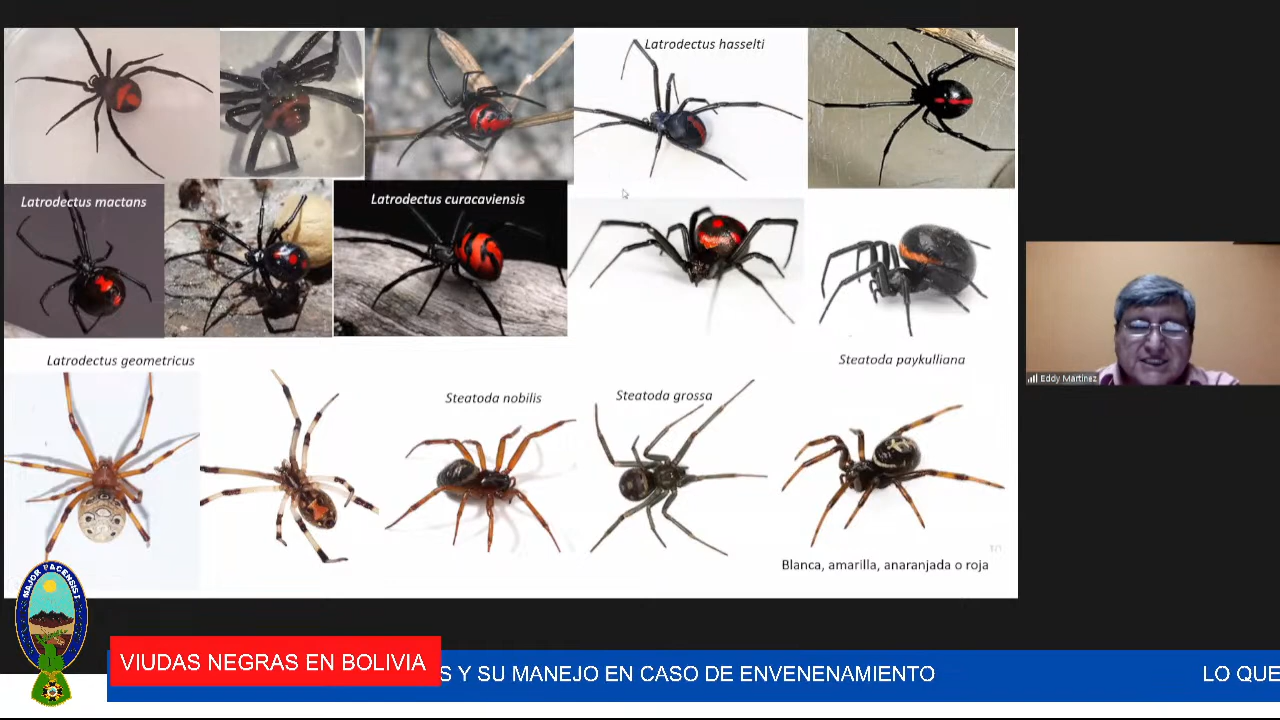 Latrodectus hasselti
Latrodectus mactans
Latrodectus curacaviensis
Latrodectus geometricus
Steatoda nobilis
Steatoda grossa
Steatoda paykulliana
Blanca, amarilla, anaranjada o roja
Eddy Martinez
VIUDAS NEGRAS EN BOLIVIA
S Y SU MANEJO EN CASO DE ENVENENAMIENTO LO QUE